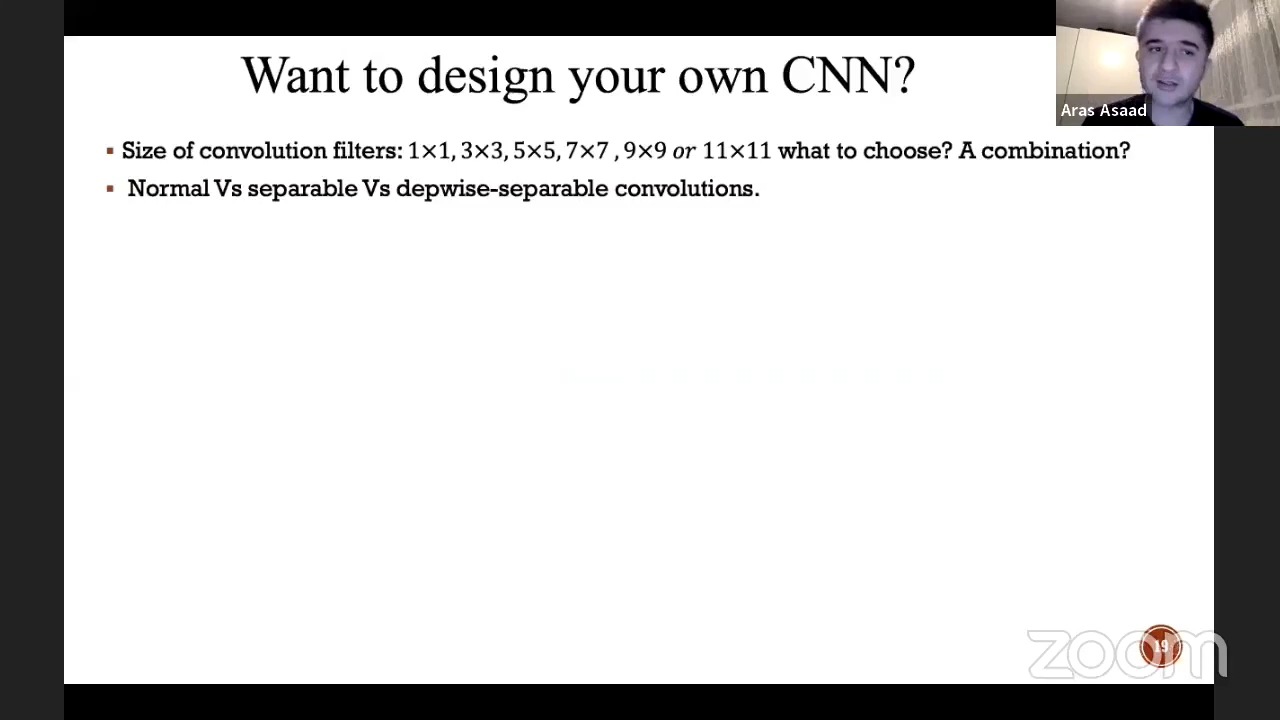 Want to design your own CNN?
Aras Asaad
▪ Size of convolution filters: 1×1, 3×3, 5×5, 7×7 , 9×9 or 11×11 what to choose? A combination?
▪ Normal Vs separable Vs depwise-separable convolutions.
zoom
19